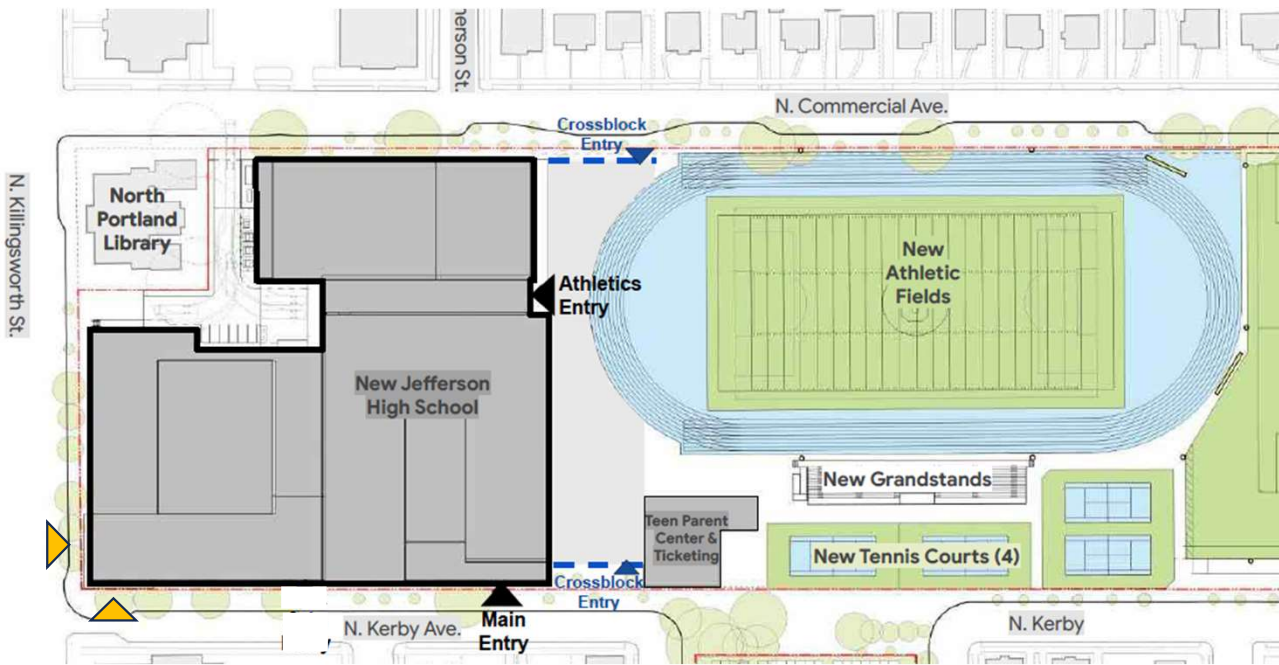 erson St.
N. Commercial Ave.
Crossblock
Entry
N. Killingsworth St.
North
Portland
Library
Athletics
Entry
New
Athletic
Fields
New Jefferson
High School
New Grandstands
Teen Parent
Center &
Ticketing
New Tennis Courts (4)
Crossblock
Entry
Main
Entry
N. Kerby Ave.
N. Kerby